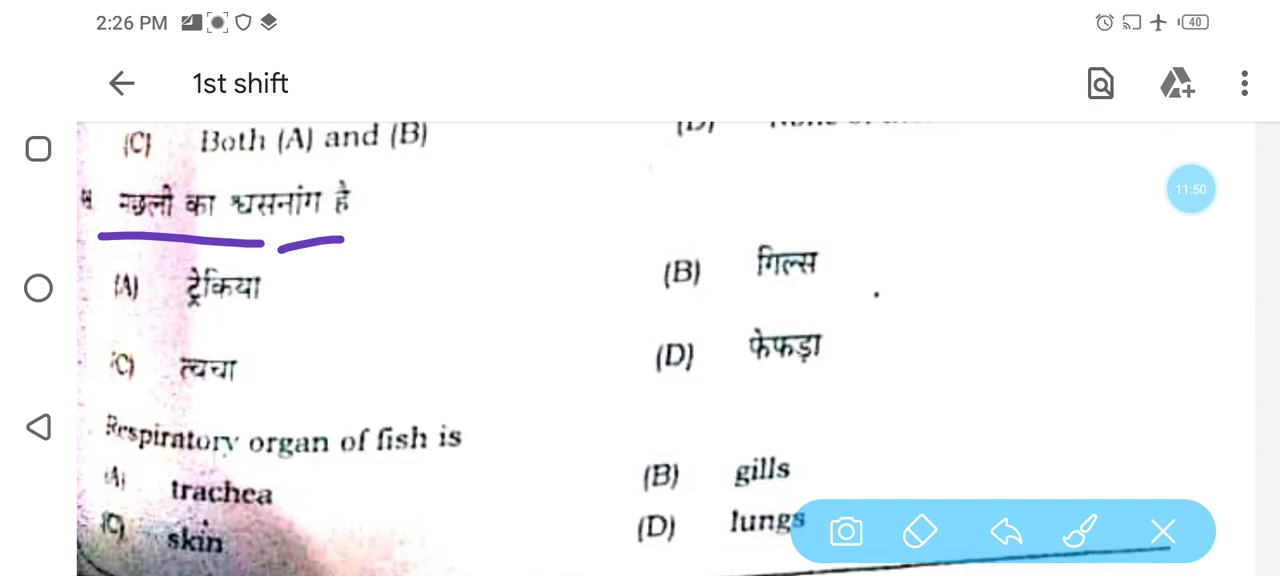 2:26 PM
40
1st shift
(C) Both (A) and (B)
11:50
मछली का श्वसनांग है
(A) ट्रेकिया (B) गिल्स
(C) त्वचा (D) फेफड़ा
Respiratory organ of fish is
(A) trachea (B) gills
(C) skin (D) lungs